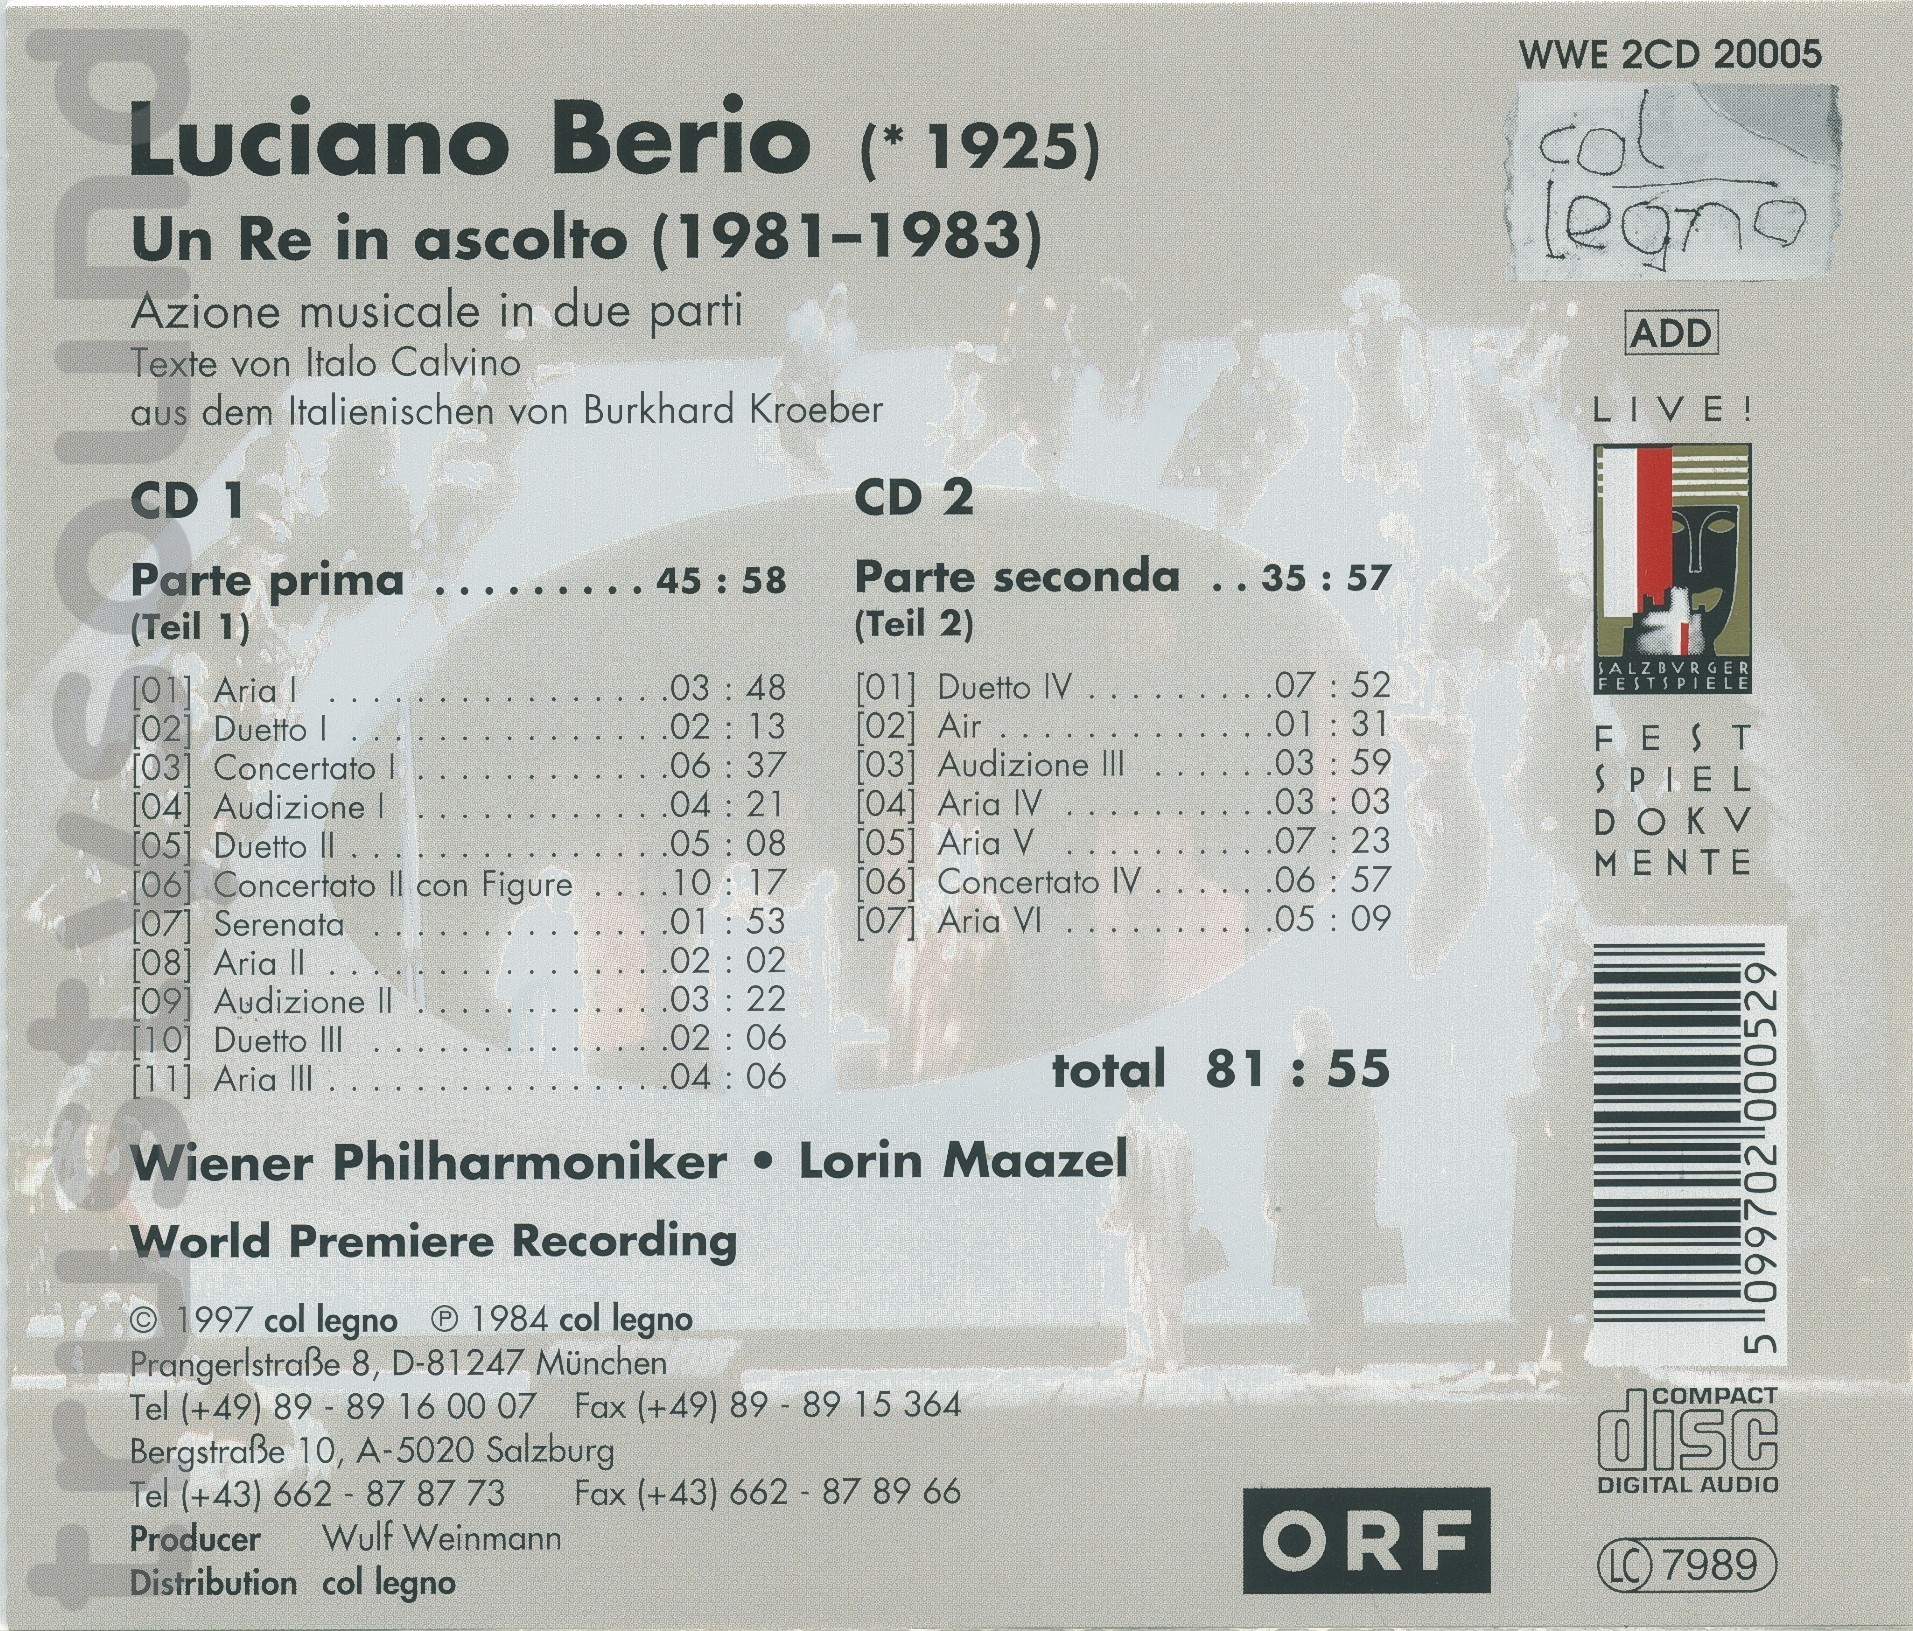 WWE 2CD 20005
Luciano Berio (* 1925)
Un Re in ascolto (1981–1983)
Azione musicale in due parti
Texte von Italo Calvino
aus dem Italienischen von Burkhard Kroeber
CD 1
Parte prima ......... 45 : 58
(Teil 1)
[01] Aria I ................ 03 : 48
[02] Duetto I ............... 02 : 13
[03] Concertato I ............ 06 : 37
[04] Audizione I ............ 04 : 21
[05] Duetto II ............... 05 : 08
[06] Concertato II con Figure .... 10 : 17
[07] Serenata .............. 01 : 53
[08] Aria II ................ 02 : 02
[09] Audizione II ............ 03 : 22
[10] Duetto III .............. 02 : 06
[11] Aria III ................ 04 : 06
CD 2
Parte seconda .. 35 : 57
(Teil 2)
[01] Duetto IV ......... 07 : 52
[02] Air ............. 01 : 31
[03] Audizione III ...... 03 : 59
[04] Aria IV .......... 03 : 03
[05] Aria V .......... 07 : 23
[06] Concertato IV ...... 06 : 57
[07] Aria VI .......... 05 : 09
total 81 : 55
Wiener Philharmoniker • Lorin Maazel
World Premiere Recording
© 1997 col legno ℗ 1984 col legno
Prangerlstraße 8, D-81247 München
Tel (+49) 89 - 89 16 00 07 Fax (+49) 89 - 89 15 364
Bergstraße 10, A-5020 Salzburg
Tel (+43) 662 - 87 87 73 Fax (+43) 662 - 87 89 66
Producer Wulf Weinmann
Distribution col legno
col
legno
ADD
LIVE!
SALZBVRGER
FESTSPIELE
FEST
SPIEL
DOKV
MENTE
5 099702 000529
COMPACT
disc
DIGITAL AUDIO
ORF
LC 7989
trustysound